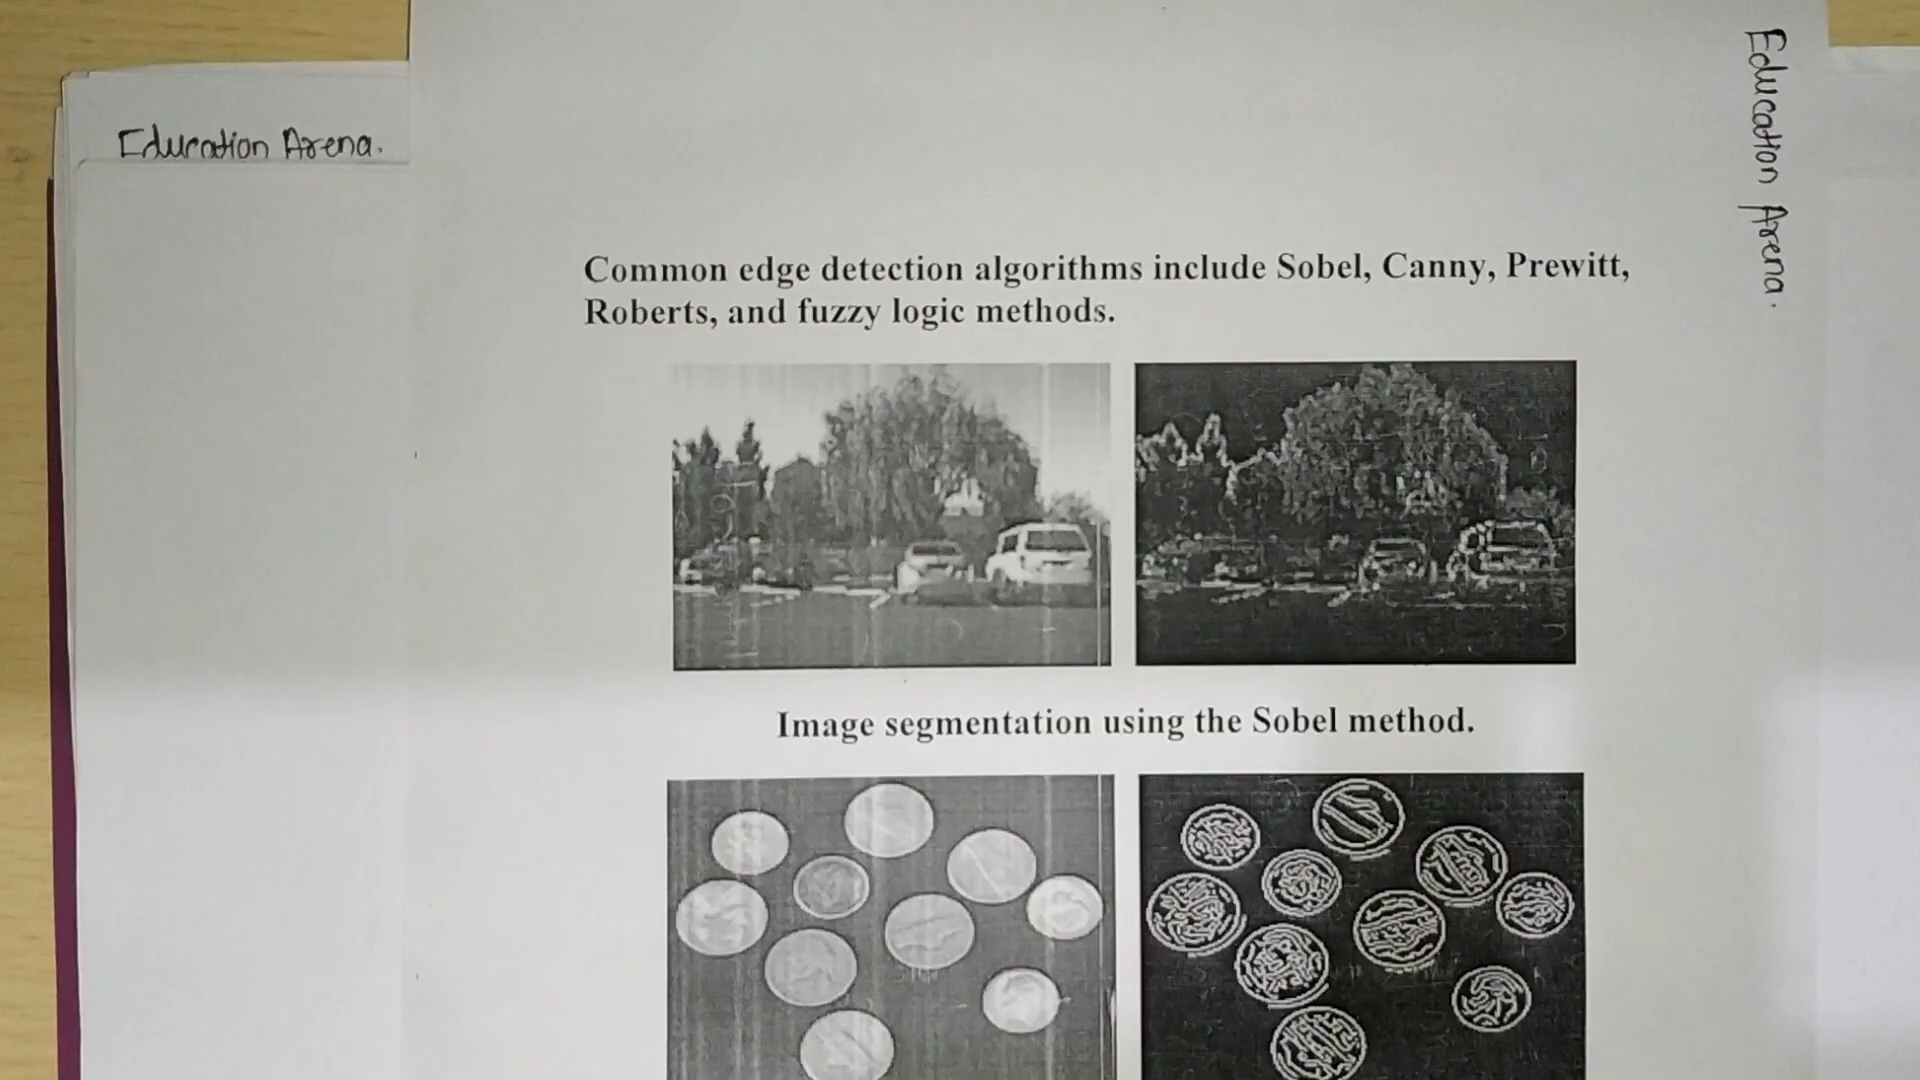 Education Arena.
Education Arena.
Common edge detection algorithms include Sobel, Canny, Prewitt,
Roberts, and fuzzy logic methods.
Image segmentation using the Sobel method.